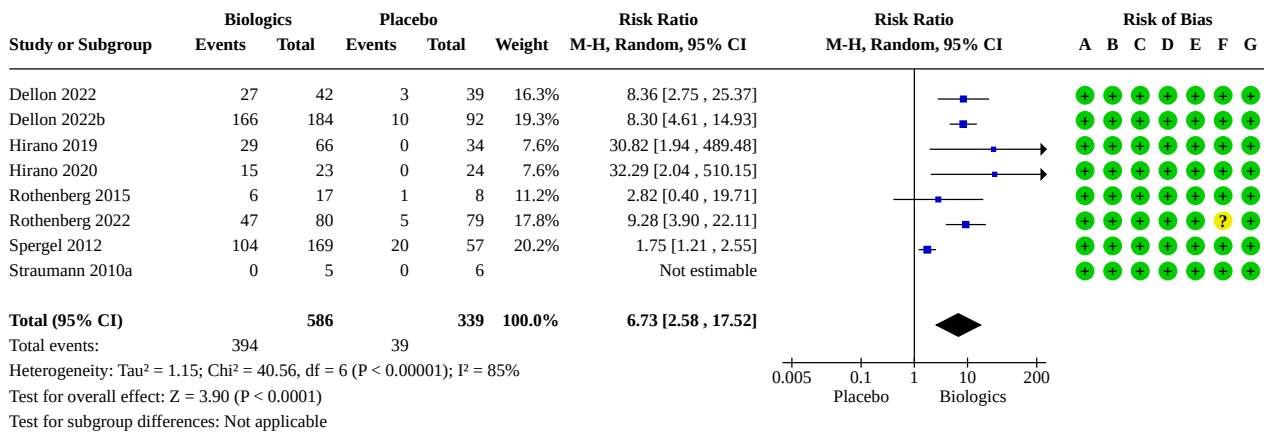 Biologics Placebo Risk Ratio Risk Ratio Risk of Bias
Study or Subgroup Events Total Events Total Weight M-H, Random, 95% CI M-H, Random, 95% CI A B C D E F G
Dellon 2022 27 42 3 39 16.3% 8.36 [2.75 , 25.37] + + + + + + +
Dellon 2022b 166 184 10 92 19.3% 8.30 [4.61 , 14.93] + + + + + + +
Hirano 2019 29 66 0 34 7.6% 30.82 [1.94 , 489.48] + + + + + + +
Hirano 2020 15 23 0 24 7.6% 32.29 [2.04 , 510.15] + + + + + + +
Rothenberg 2015 6 17 1 8 11.2% 2.82 [0.40 , 19.71] + + + + + + +
Rothenberg 2022 47 80 5 79 17.8% 9.28 [3.90 , 22.11] + + + + + ? +
Spergel 2012 104 169 20 57 20.2% 1.75 [1.21 , 2.55] + + + + + + +
Straumann 2010a 0 5 0 6 Not estimable + + + + + + +
Total (95% CI) 586 339 100.0% 6.73 [2.58 , 17.52]
Total events: 394 39
Heterogeneity: Tau² = 1.15; Chi² = 40.56, df = 6 (P < 0.00001); I² = 85%
0.005 0.1 1 10 200
Test for overall effect: Z = 3.90 (P < 0.0001) Placebo Biologics
Test for subgroup differences: Not applicable